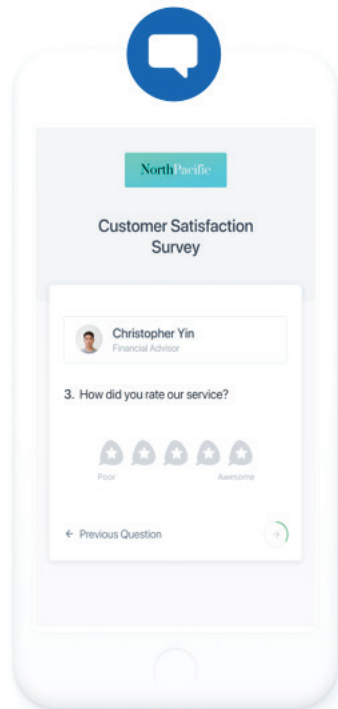 NorthPacific
Customer Satisfaction
Survey
Christopher Yin
Financial Advisor
3. How did you rate our service?
Poor
Awesome
← Previous Question
→